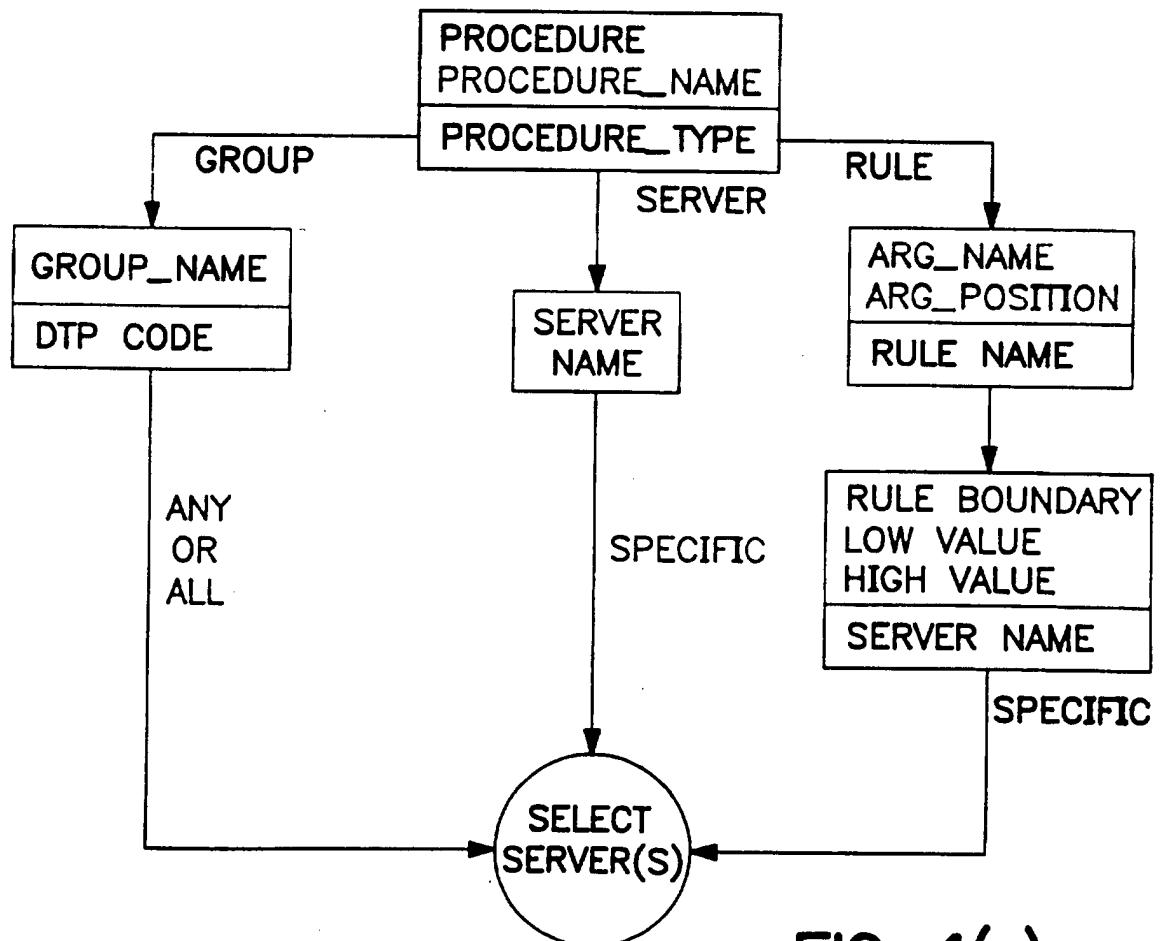 PROCEDURE
PROCEDURE_NAME
PROCEDURE_TYPE
GROUP
SERVER
RULE
GROUP_NAME
DTP CODE
SERVER
NAME
ARG_NAME
ARG_POSITION
RULE NAME
RULE BOUNDARY
LOW VALUE
HIGH VALUE
SERVER NAME
ANY
OR
ALL
SPECIFIC
SPECIFIC
SELECT
SERVER(S)